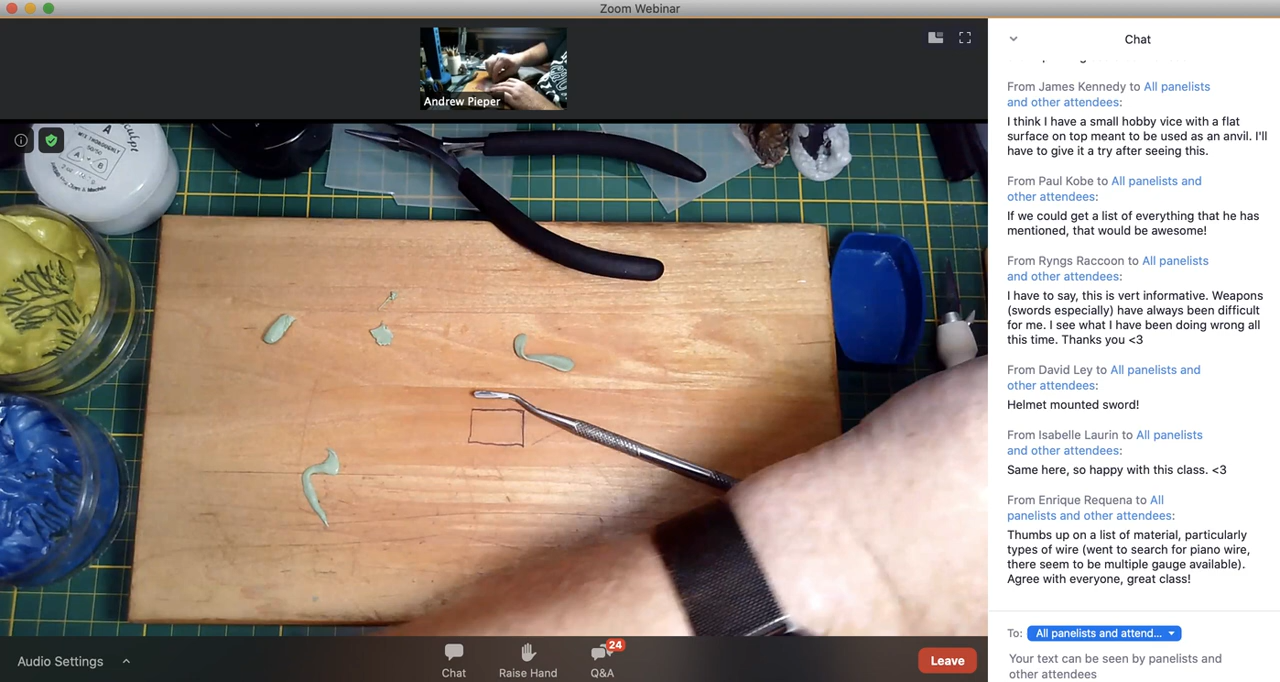 Zoom Webinar
Andrew Pieper
Chat
From James Kennedy to All panelists
and other attendees:
I think I have a small hobby vice with a flat
surface on top meant to be used as an anvil. I'll
have to give it a try after seeing this.
From Paul Kobe to All panelists and
other attendees:
If we could get a list of everything that he has
mentioned, that would be awesome!
From Ryngs Raccoon to All panelists
and other attendees:
I have to say, this is vert informative. Weapons
(swords especially) have always been difficult
for me. I see what I have been doing wrong all
this time. Thanks you <3
From David Ley to All panelists and
other attendees:
Helmet mounted sword!
From Isabelle Laurin to All panelists and
other attendees:
Same here, so happy with this class. <3
From Enrique Requena to All
panelists and other attendees:
Thumbs up on a list of material, particularly
types of wire (went to search for piano wire,
there seem to be multiple gauge available).
Agree with everyone, great class!
To: All panelists and attend...
Your text can be seen by panelists and
other attendees
Audio Settings
Chat
Raise Hand
24
Q&A
Leave
A
A
B